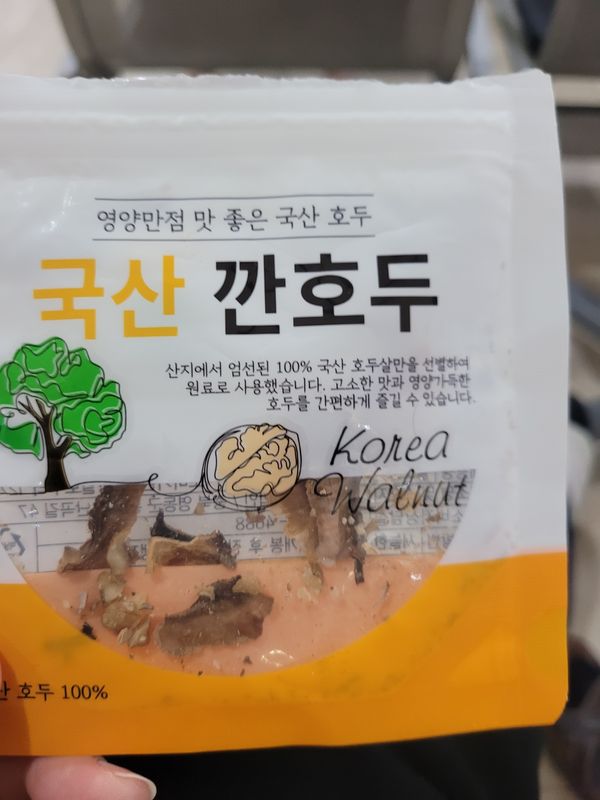 영양만점 맛 좋은 국산 호두
국산 깐호두
산지에서 엄선된 100% 국산 호두살만을 선별하여
원료로 사용했습니다. 고소한 맛과 영양가득한
호두를 간편하게 즐길 수 있습니다.
Korea
Walnut
호두 100%